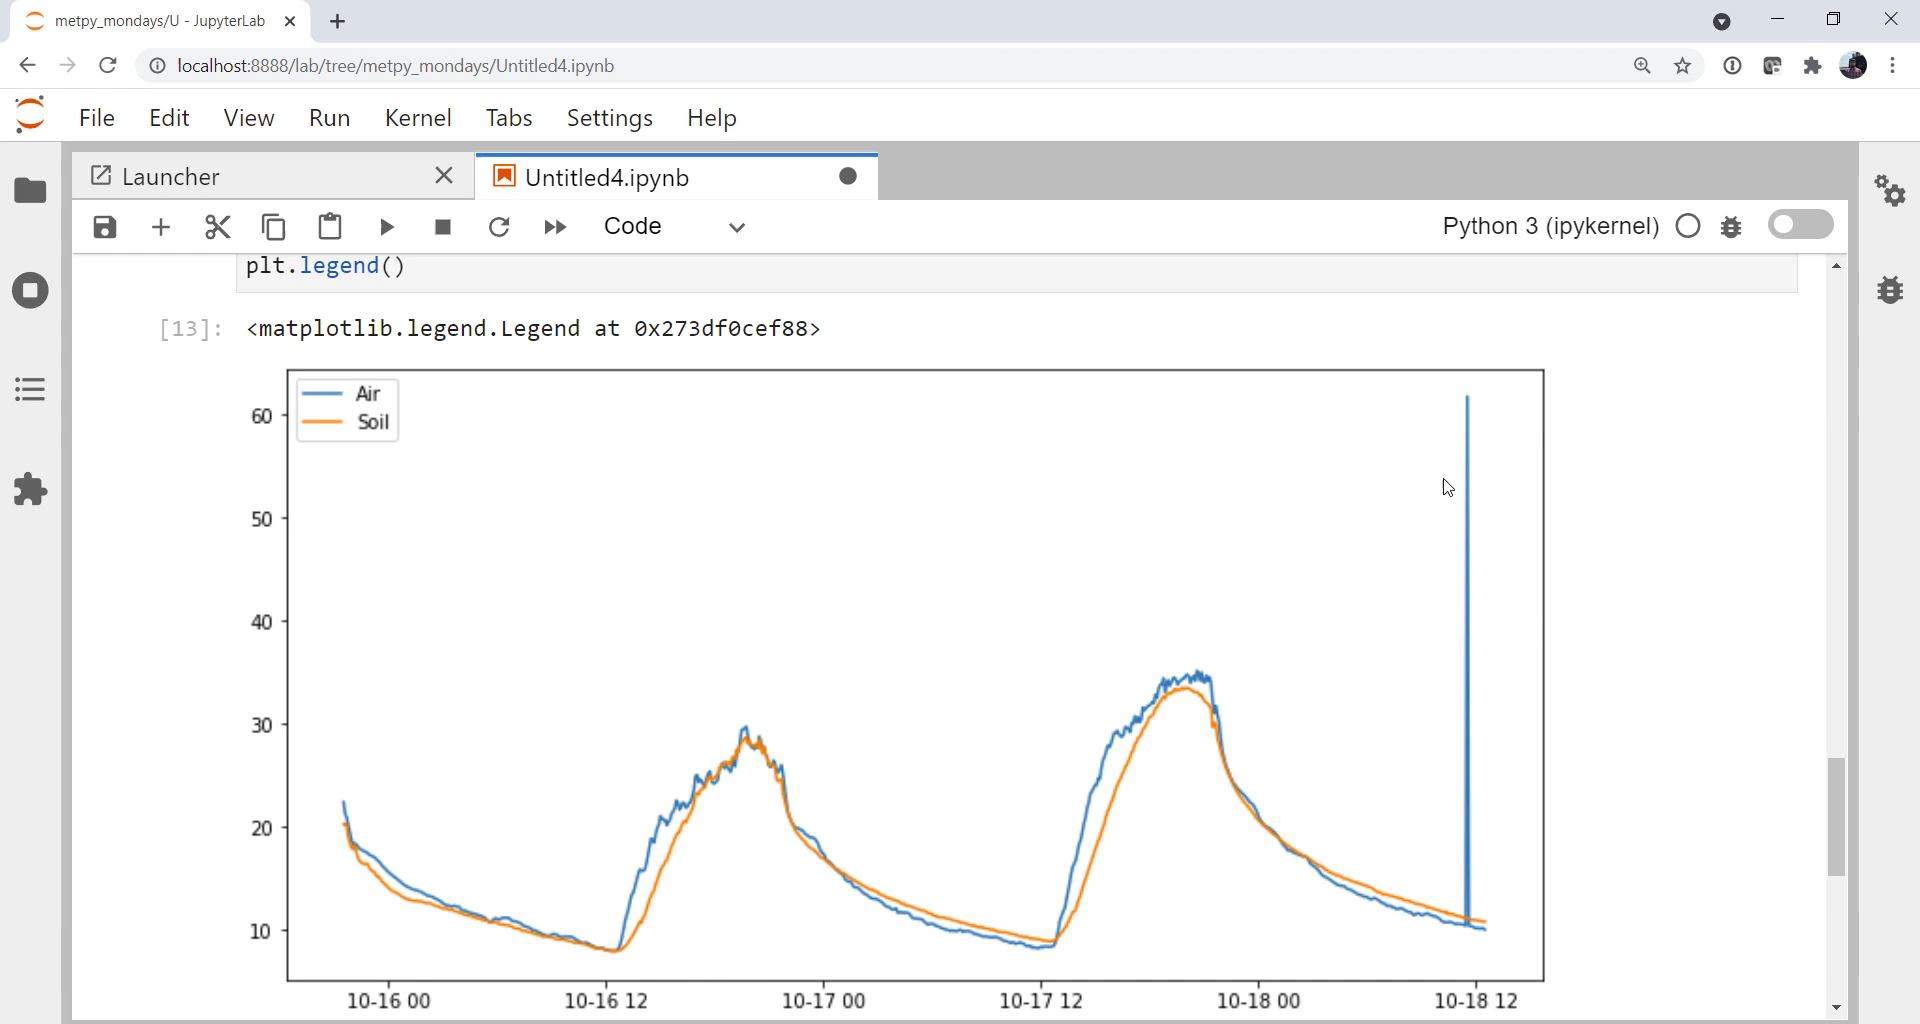 metpy_mondays/U - JupyterLab
localhost:8888/lab/tree/metpy_mondays/Untitled4.ipynb
File Edit View Run Kernel Tabs Settings Help
Launcher
Untitled4.ipynb
Code
Python 3 (ipykernel)
plt.legend()
[13]: <matplotlib.legend.Legend at 0x273df0cef88>
Air
Soil
60
50
40
30
20
10
10-16 00 10-16 12 10-17 00 10-17 12 10-18 00 10-18 12